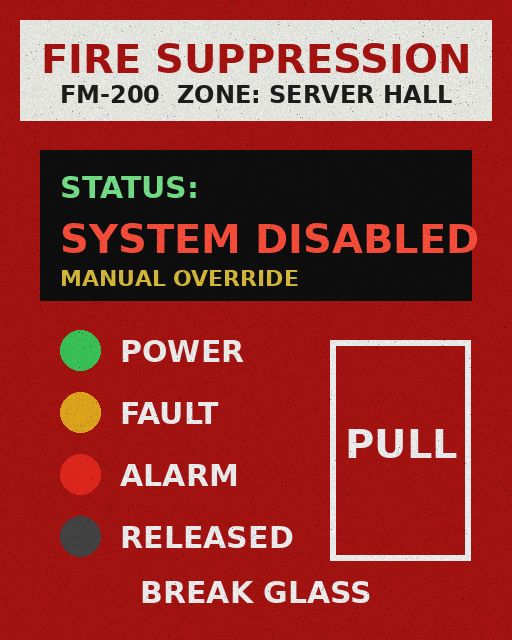 FIRE SUPPRESSION
FM-200  ZONE: SERVER HALL
STATUS:
SYSTEM DISABLED
MANUAL OVERRIDE
POWER
FAULT
PULL
ALARM
RELEASED
BREAK GLASS